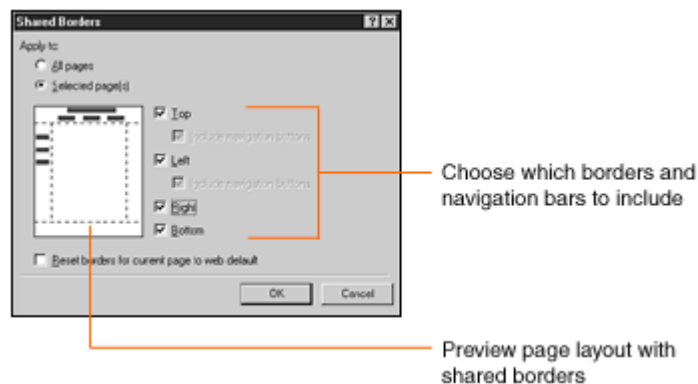 Shared Borders
Apply to:
All pages
Selected page(s)
Top
Include navigation buttons
Left
Include navigation buttons
Right
Bottom
Reset borders for current page to web default
OK
Cancel
Choose which borders and
navigation bars to include
Preview page layout with
shared borders